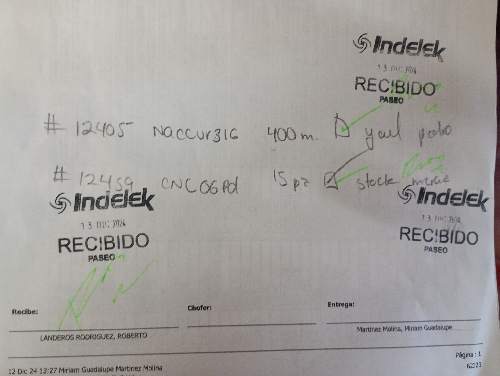 Indelek
13 DIC 2024
RECIBIDO
PASEO
# 12405 Naccur316 400 m.
# 12459 CNC06Pd 15 pz stock
Indelek
13 DIC 2024
RECIBIDO
PASEO
Indelek
13 DIC 2024
RECIBIDO
PASEO
Recibe: Chofer: Entrega:
LANDEROS RODRIGUEZ, ROBERTO Martinez Molina, Miriam Guadalupe
12 Dic 24 13:27 Miriam Guadalupe Martinez Molina Página : 1
62223